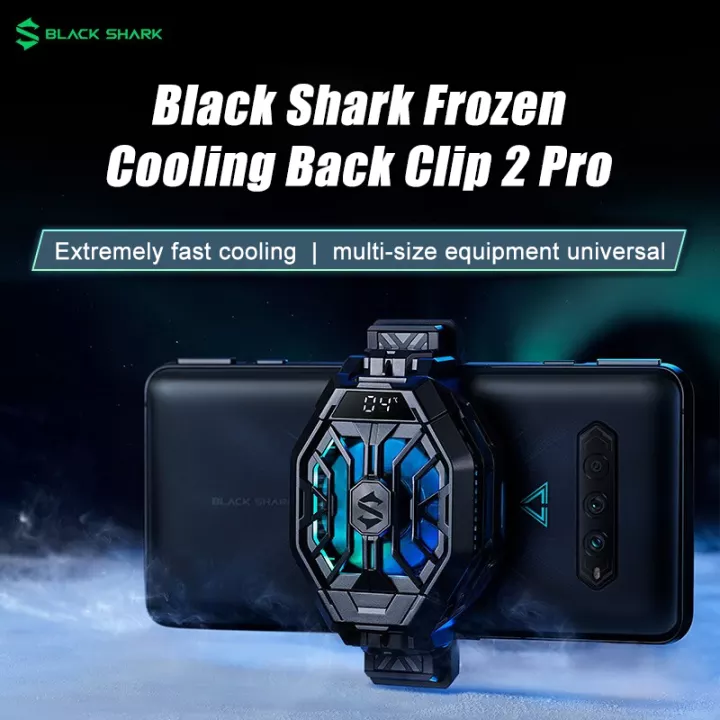 BLACK SHARK
Black Shark Frozen
Cooling Back Clip 2 Pro
Extremely fast cooling | multi-size equipment universal
04℃
BLACK SHARK